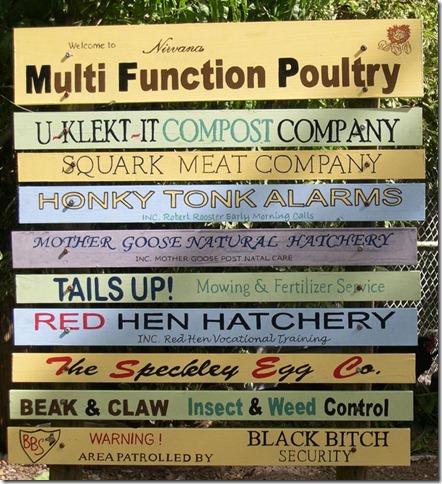 Welcome to Nirvana
Multi Function Poultry
U-KLEKT-IT COMPOST COMPANY
SQUARK MEAT COMPANY
HONKY TONK ALARMS
INC. Robert Rooster Early Morning Calls
MOTHER GOOSE NATURAL HATCHERY
INC. MOTHER GOOSE POST NATAL CARE
TAILS UP! Mowing & Fertilizer Service
RED HEN HATCHERY
INC. Red Hen Vocational Training
The Speckley Egg Co.
BEAK & CLAW Insect & Weed Control
BBS WARNING! BLACK BITCH
AREA PATROLLED BY SECURITY